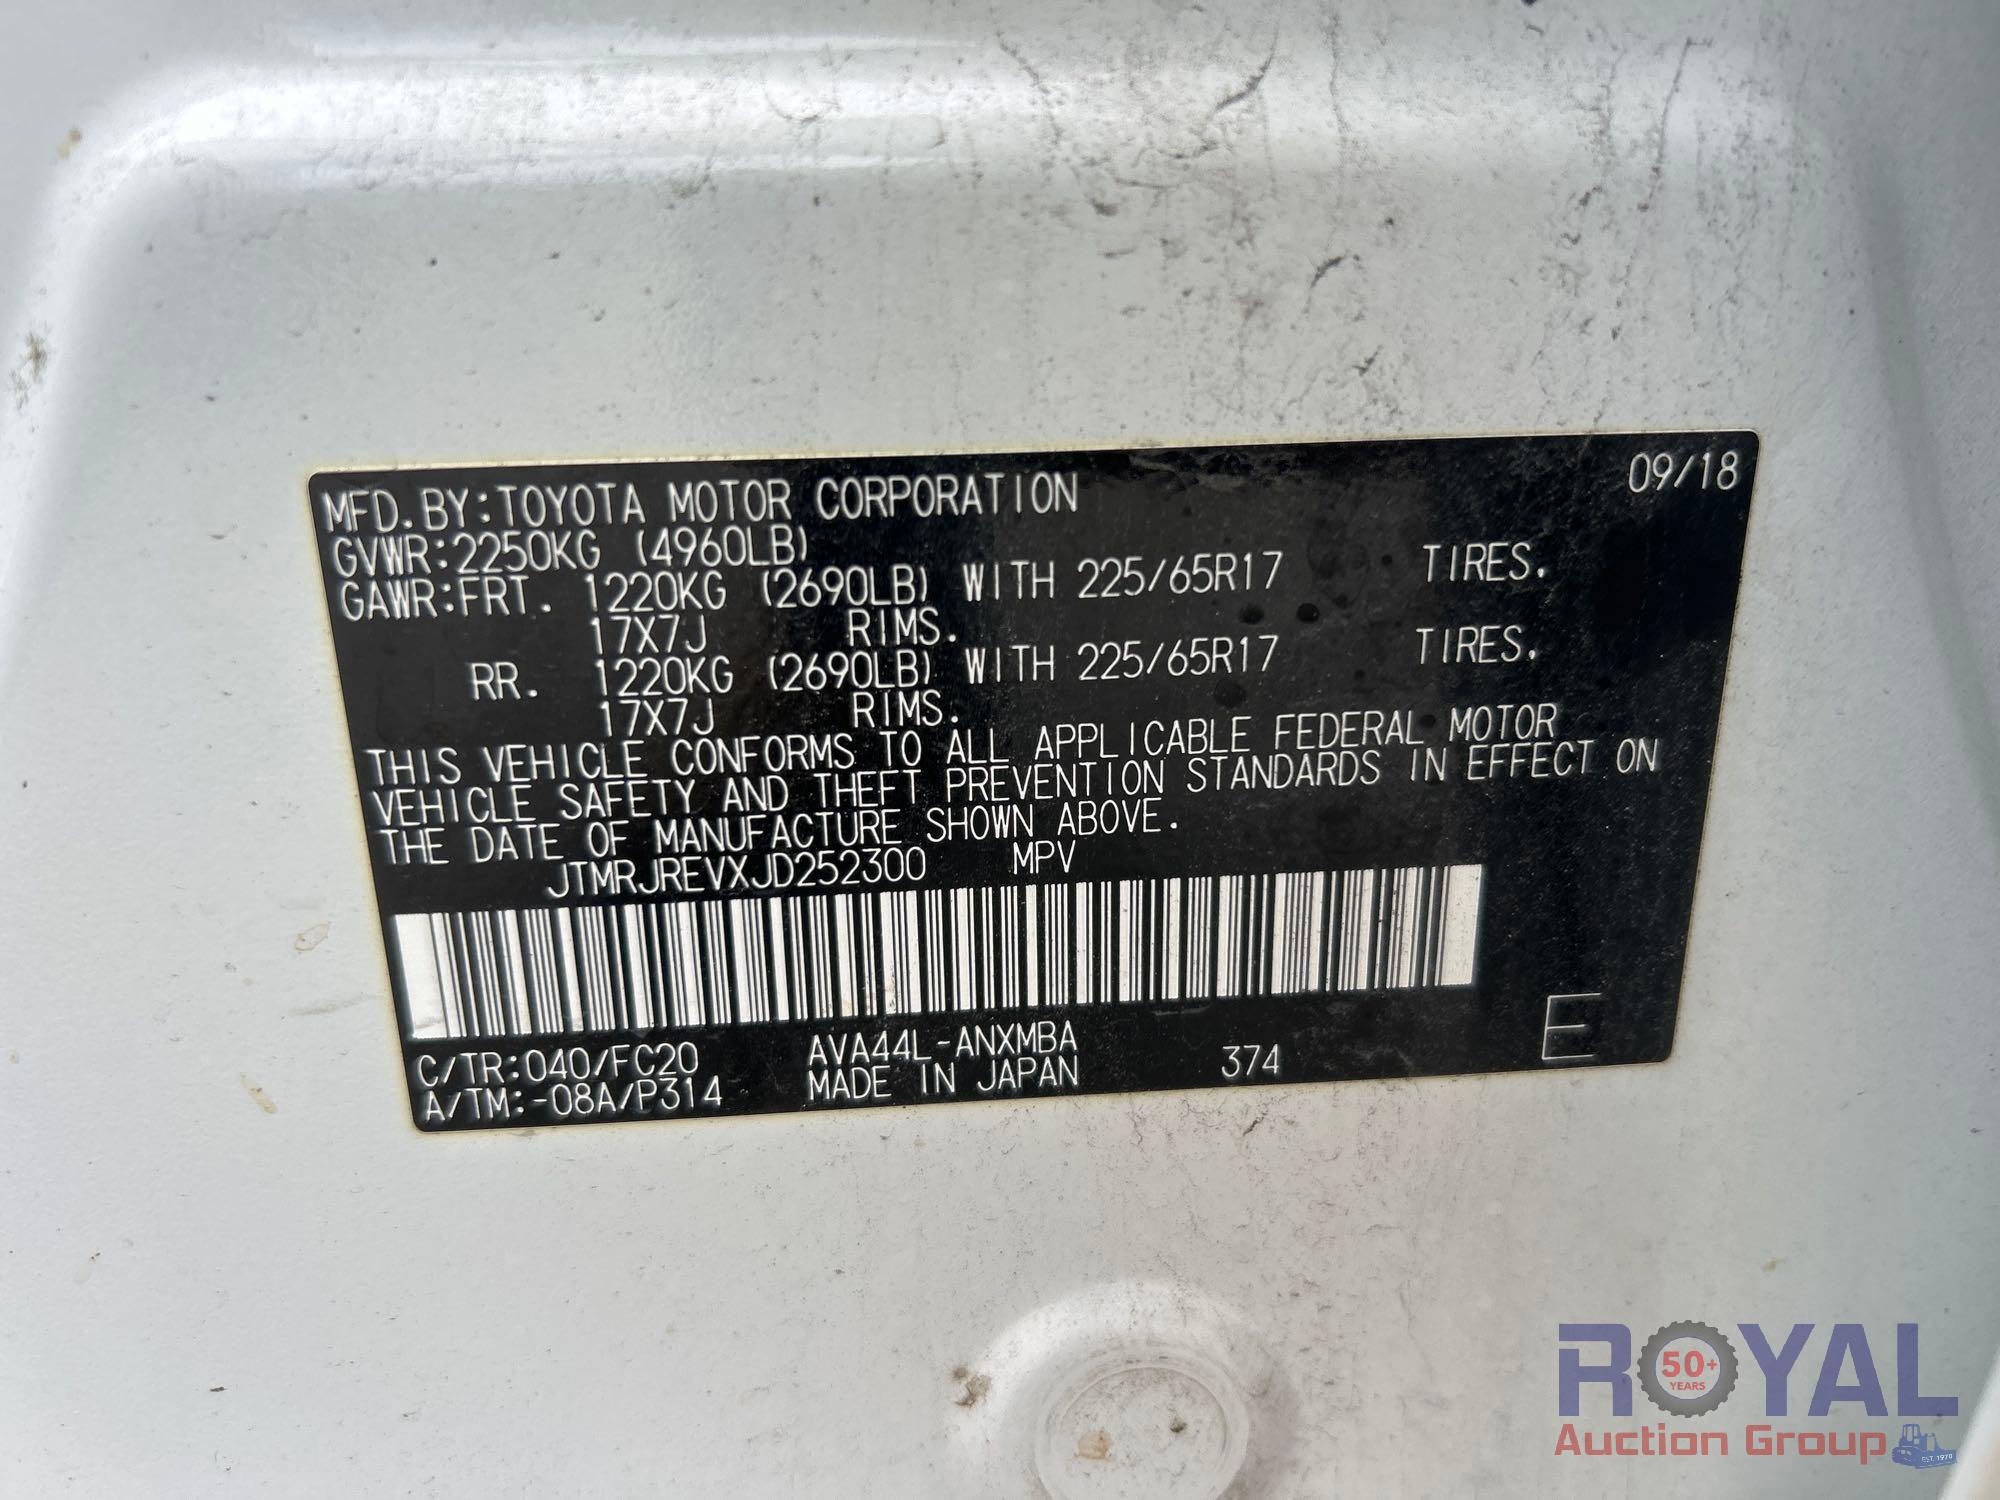 09/18
MFD. BY: TOYOTA MOTOR CORPORATION
GVWR: 2250KG (4960LB)
GAWR: FRT. 1220KG (2690LB) WITH 225/65R17 TIRES.
17X7J RIMS.
RR. 1220KG (2690LB) WITH 225/65R17 TIRES.
17X7J RIMS.
THIS VEHICLE CONFORMS TO ALL APPLICABLE FEDERAL MOTOR
VEHICLE SAFETY AND THEFT PREVENTION STANDARDS IN EFFECT ON
THE DATE OF MANUFACTURE SHOWN ABOVE.
JTMRJREVXJD252300 MPV
C/TR: 040/FC20 AVA44L-ANXMBA 374 E
A/TM: -08A/P314 MADE IN JAPAN
ROYAL
50+
YEARS
Auction Group
EST. 1970